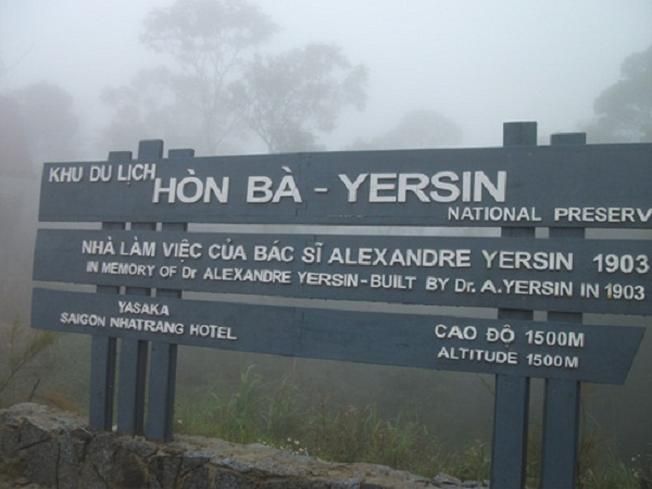 KHU DU LỊCH HÒN BÀ - YERSIN
NATIONAL PRESERV
NHÀ LÀM VIỆC CỦA BÁC SĨ ALEXANDRE YERSIN 1903
IN MEMORY OF Dr ALEXANDRE YERSIN - BUILT BY Dr. A.YERSIN IN 1903
YASAKA
SAIGON NHATRANG HOTEL
CAO ĐỘ 1500M
ALTITUDE 1500M